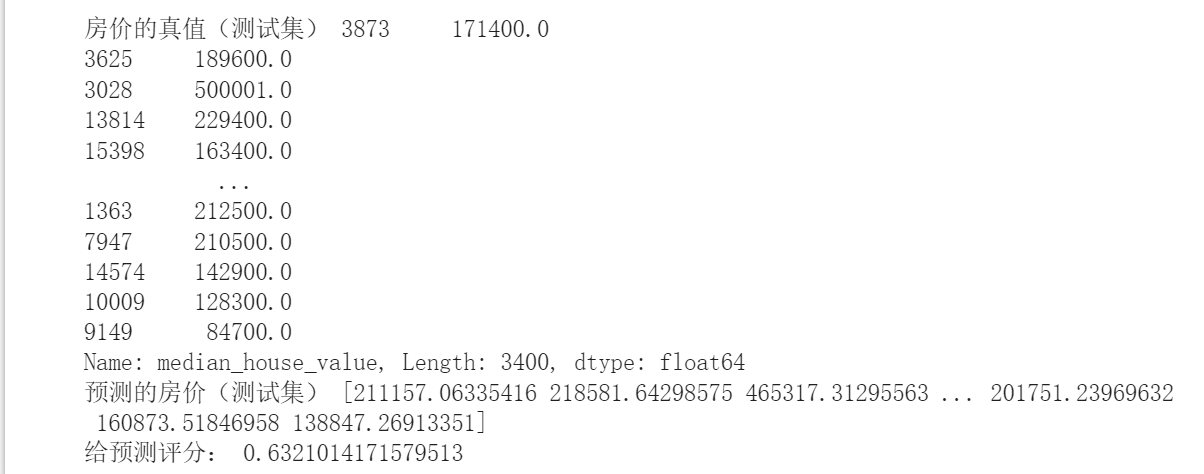 房价的真值（测试集） 3873     171400.0
3625     189600.0
3028     500001.0
13814    229400.0
15398    163400.0
...
1363     212500.0
7947     210500.0
14574    142900.0
10009    128300.0
9149      84700.0
Name: median_house_value, Length: 3400, dtype: float64
预测的房价（测试集） [211157.06335416 218581.64298575 465317.31295563 ... 201751.23969632
160873.51846958 138847.26913351]
给预测评分： 0.6321014171579513